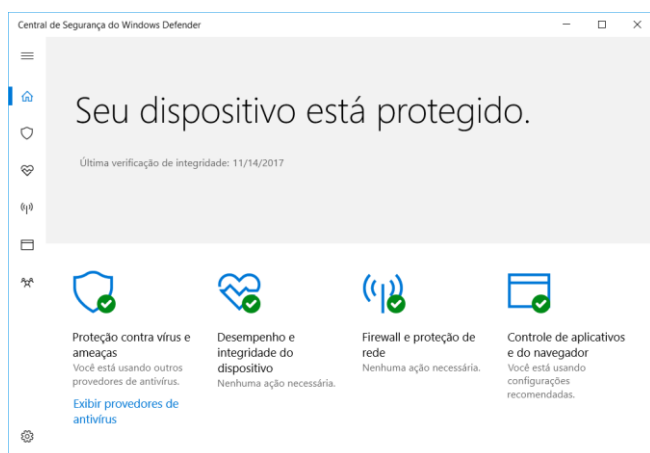 Central de Segurança do Windows Defender
Seu dispositivo está protegido.
Última verificação de integridade: 11/14/2017
Proteção contra vírus e
ameaças
Você está usando outros
provedores de antivírus.
Exibir provedores de
antivírus
Desempenho e
integridade do
dispositivo
Nenhuma ação necessária.
Firewall e proteção de
rede
Nenhuma ação necessária.
Controle de aplicativos
e do navegador
Você está usando
configurações
recomendadas.